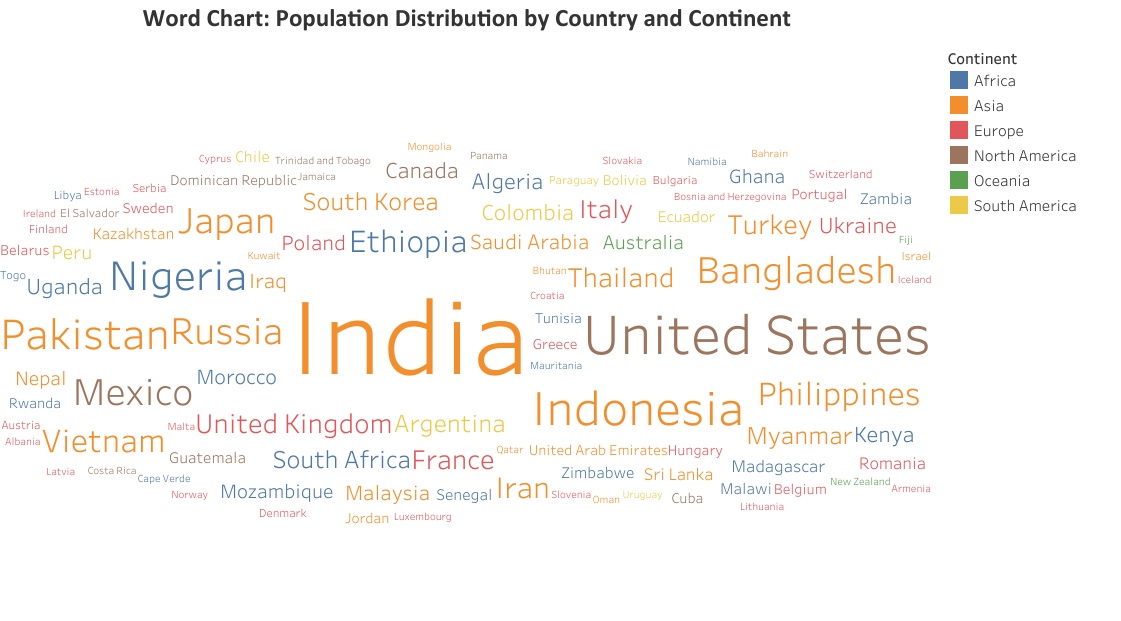 Word Chart: Population Distribution by Country and Continent
Continent
Africa
Asia
Europe
North America
Oceania
South America
Mongolia
Cyprus Chile Trinidad and Tobago Panama Slovakia Namibia Bahrain
Dominican Republic Jamaica Canada Algeria Paraguay Bolivia Bulgaria Ghana Switzerland
Libya Estonia Serbia South Korea Colombia Italy Bosnia and Herzegovina Portugal Zambia
Ireland El Salvador Sweden Japan Ecuador Turkey Ukraine
Finland Kazakhstan Poland Ethiopia Saudi Arabia Australia Fiji
Belarus Peru Kuwait Israel
Togo Uganda Nigeria Iraq Bhutan Thailand Bangladesh Iceland
Croatia
Pakistan Russia India Tunisia United States
Greece
Mauritania
Nepal Mexico Morocco Philippines
Rwanda Indonesia
Austria Malta United Kingdom Argentina
Albania Vietnam Myanmar Kenya
Guatemala South Africa France Qatar United Arab Emirates Hungary
Latvia Costa Rica Cape Verde Zimbabwe Sri Lanka Madagascar Romania
Norway Mozambique Malaysia Senegal Iran Slovenia Oman Uruguay Cuba Malawi Belgium New Zealand Armenia
Denmark Jordan Luxembourg Lithuania